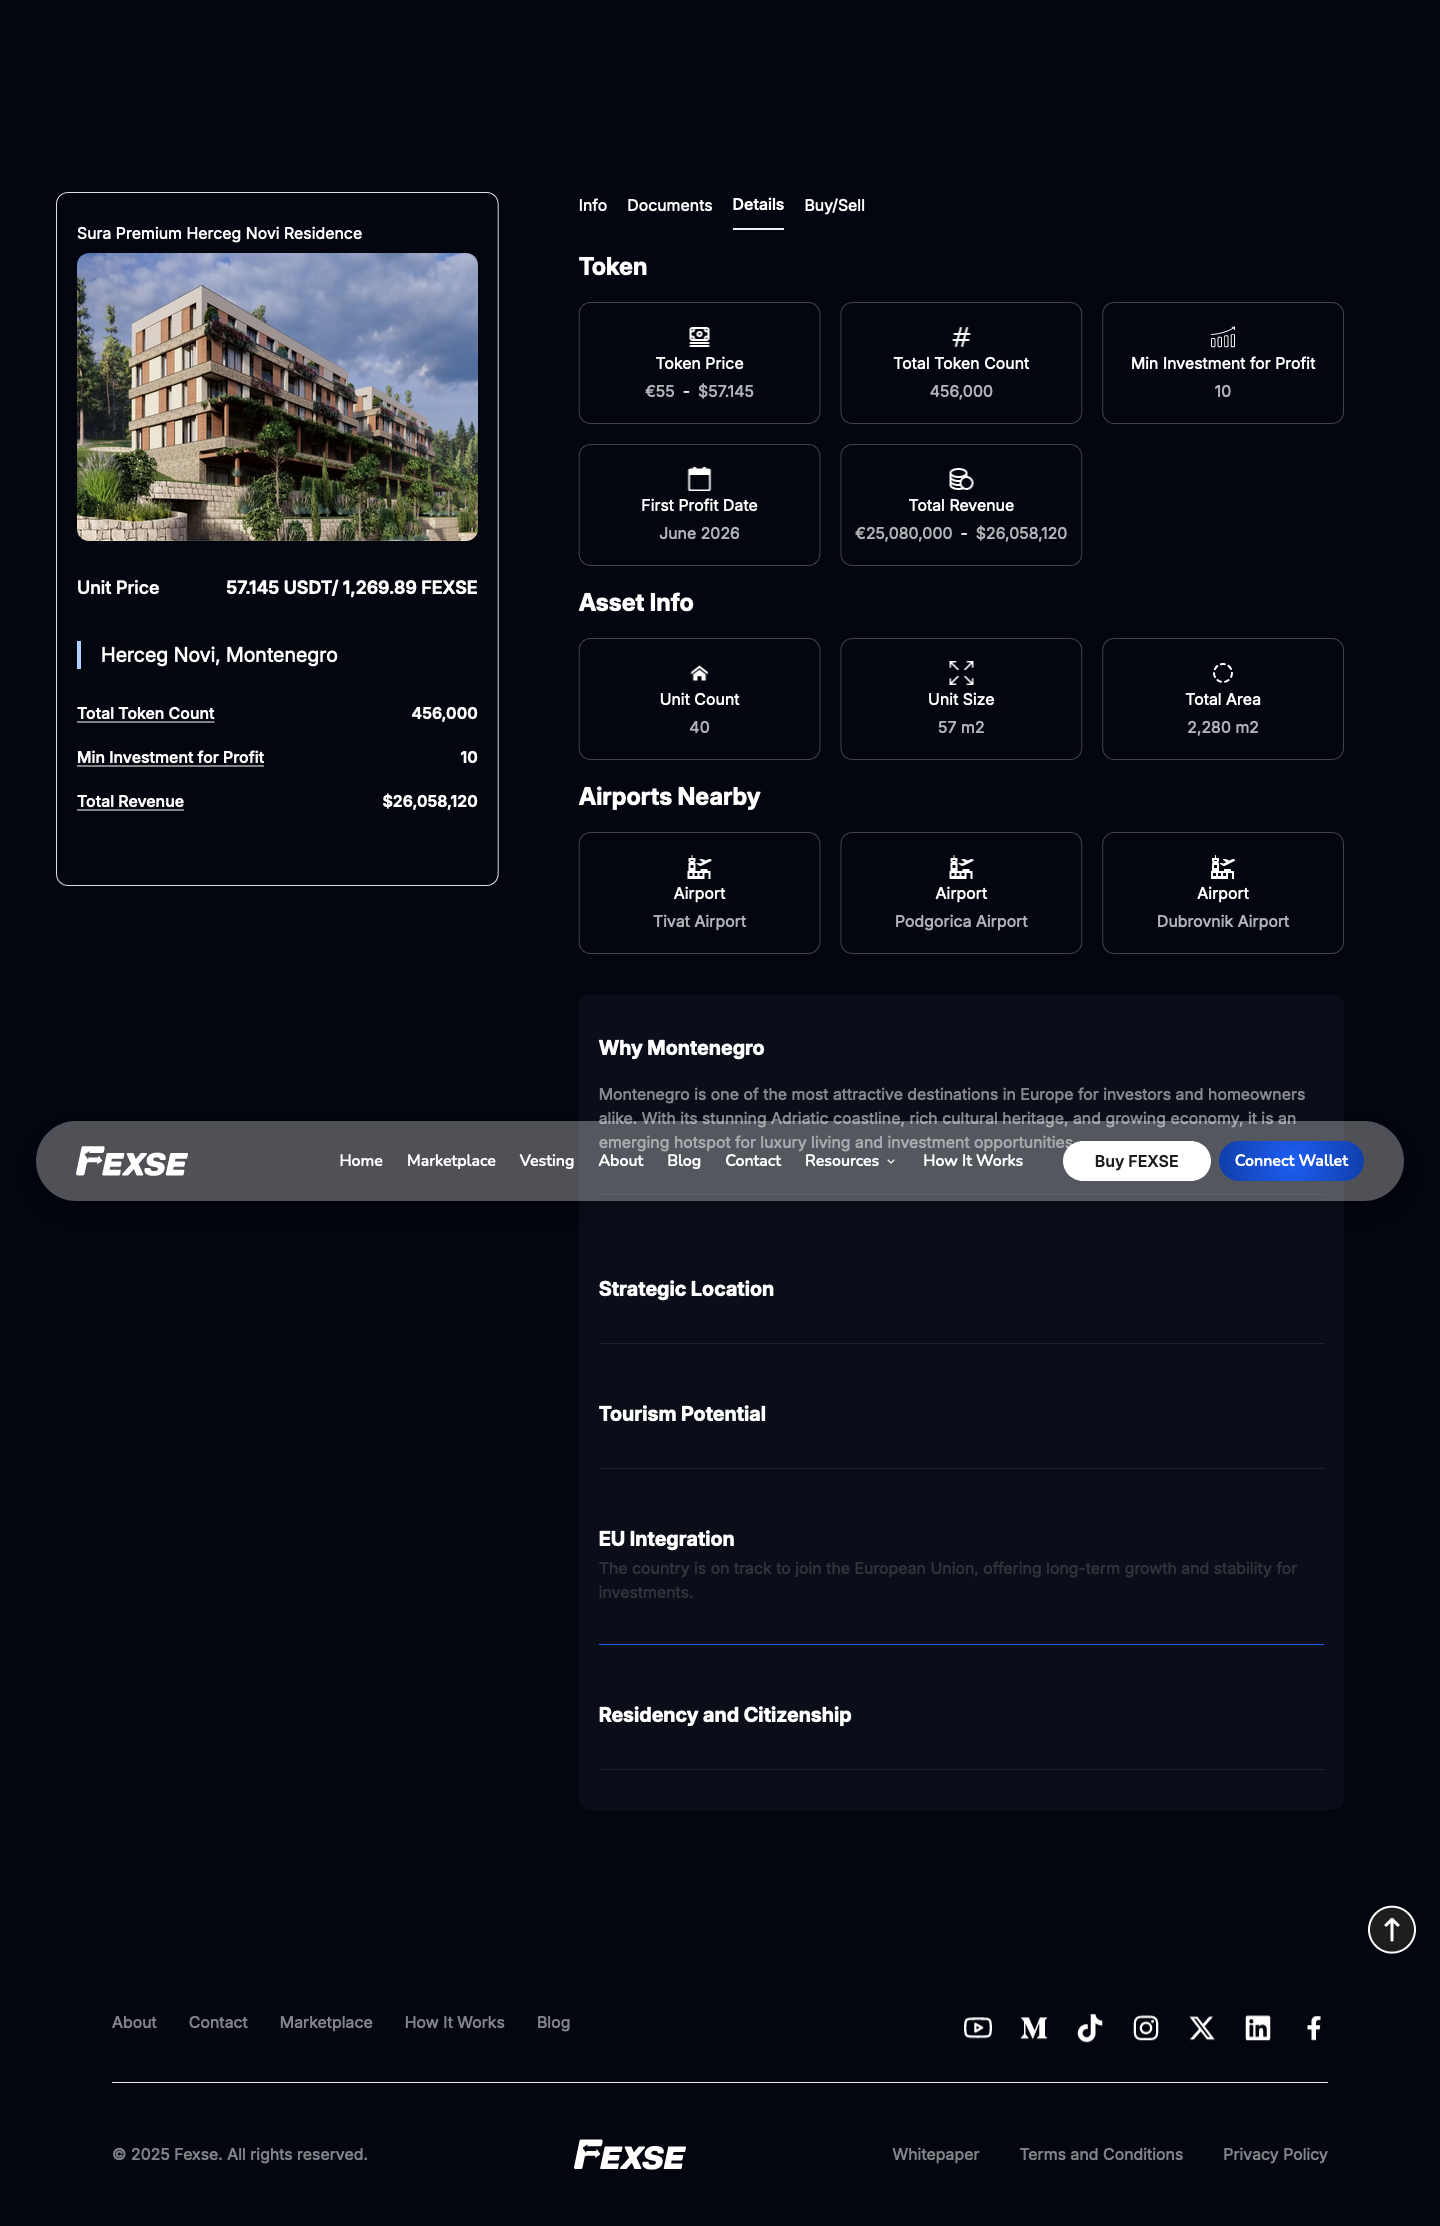 Sura Premium Herceg Novi Residence
Unit Price
57.145 USDT/ 1,269.89 FEXSE
Herceg Novi, Montenegro
Total Token Count
456,000
Min Investment for Profit
10
Total Revenue
$26,058,120
Info
Documents
Details
Buy/Sell
Token
Token Price
€55 - $57.145
Total Token Count
456,000
Min Investment for Profit
10
First Profit Date
June 2026
Total Revenue
€25,080,000 - $26,058,120
Asset Info
Unit Count
40
Unit Size
57 m2
Total Area
2,280 m2
Airports Nearby
Airport
Tivat Airport
Airport
Podgorica Airport
Airport
Dubrovnik Airport
Why Montenegro
Montenegro is one of the most attractive destinations in Europe for investors and homeowners
alike. With its stunning Adriatic coastline, rich cultural heritage, and growing economy, it is an
emerging hotspot for luxury living and investment opportunities
FEXSE
Home
Marketplace
Vesting
About
Blog
Contact
Resources
How It Works
Buy FEXSE
Connect Wallet
Strategic Location
Tourism Potential
EU Integration
The country is on track to join the European Union, offering long-term growth and stability for
investments.
Residency and Citizenship
About
Contact
Marketplace
How It Works
Blog
© 2025 Fexse. All rights reserved.
FEXSE
Whitepaper
Terms and Conditions
Privacy Policy